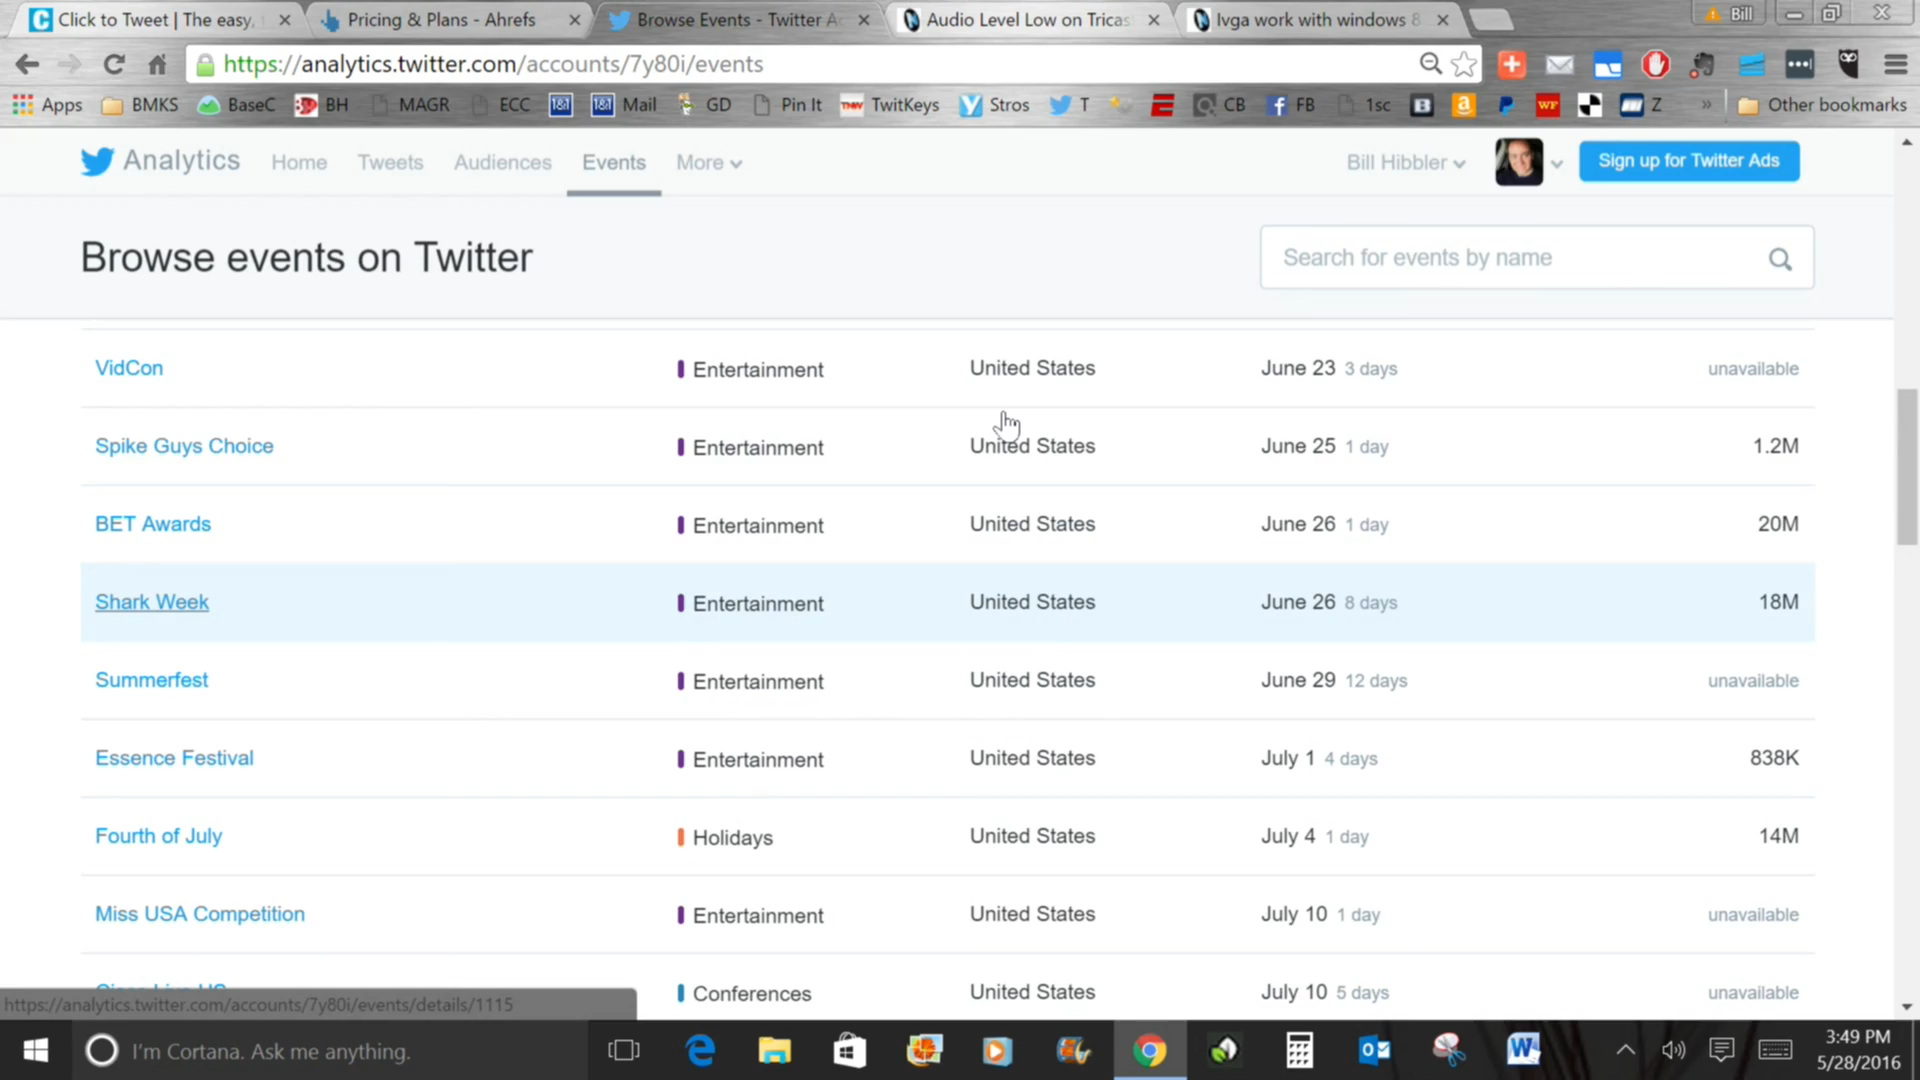 Click to Tweet | The easy,
Pricing & Plans - Ahrefs
Browse Events - Twitter A
Audio Level Low on Tricas
lvga work with windows 8
Bill
https://analytics.twitter.com/accounts/7y80i/events
Apps BMKS BaseC BH MAGR ECC 1&1 1&1 Mail GD Pin It TwitKeys Stros T CB FB 1sc Z » Other bookmarks
Analytics Home Tweets Audiences Events More Bill Hibbler Sign up for Twitter Ads
Browse events on Twitter
Search for events by name
VidCon Entertainment United States June 23 3 days unavailable
Spike Guys Choice Entertainment United States June 25 1 day 1.2M
BET Awards Entertainment United States June 26 1 day 20M
Shark Week Entertainment United States June 26 8 days 18M
Summerfest Entertainment United States June 29 12 days unavailable
Essence Festival Entertainment United States July 1 4 days 838K
Fourth of July Holidays United States July 4 1 day 14M
Miss USA Competition Entertainment United States July 10 1 day unavailable
Conferences United States July 10 5 days unavailable
https://analytics.twitter.com/accounts/7y80i/events/details/1115
I'm Cortana. Ask me anything.
3:49 PM
5/28/2016